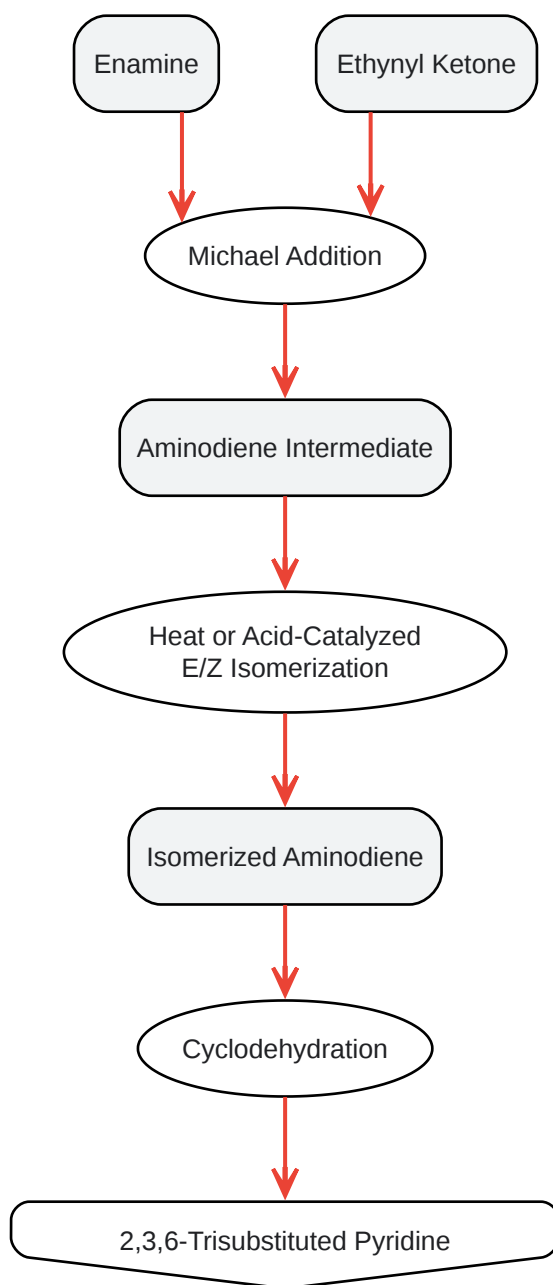 Enamine
Ethynyl Ketone
Michael Addition
Aminodiene Intermediate
Heat or Acid-Catalyzed
E/Z Isomerization
Isomerized Aminodiene
Cyclodehydration
2,3,6-Trisubstituted Pyridine